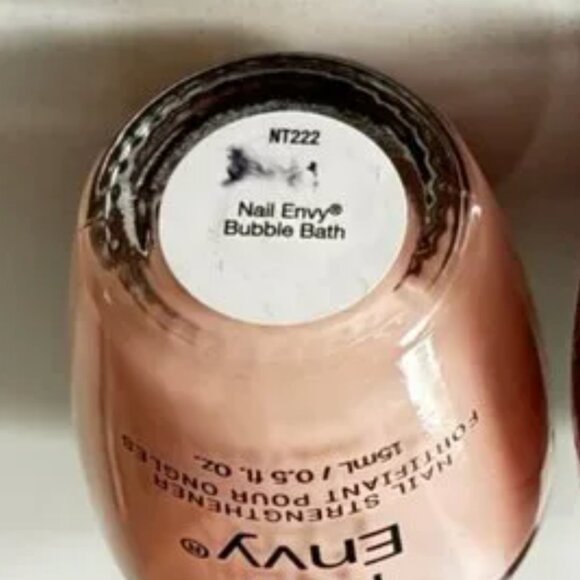 NT222
Nail Envy®
Bubble Bath
Envy®
NAIL STRENGTHENER
FORTIFIANT POUR ONGLES
15mL / 0.5 fl. oz.